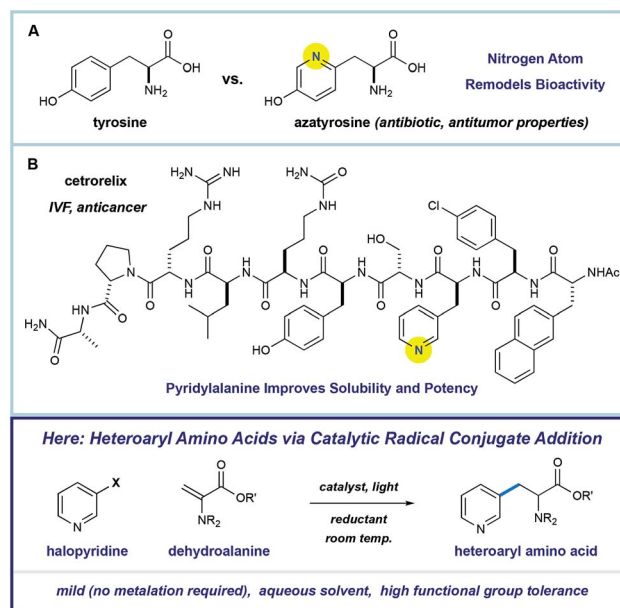 A
tyrosine
vs.
azatyrosine (antibiotic, antitumor properties)
Nitrogen Atom
Remodels Bioactivity
HO
O
OH
NH2
N
HO
O
OH
NH2
B
cetrorelix
IVF, anticancer
H2N
NH
NH
H2N
O
NH
Cl
HO
N
O
O
N
H
O
H
N
O
N
H
O
H
N
O
N
H
O
H
N
O
N
H
O
H
N
O
NHAc
NH
O
H2N
O
HO
N
Pyridylalanine Improves Solubility and Potency
Here: Heteroaryl Amino Acids via Catalytic Radical Conjugate Addition
X
N
halopyridine
O
OR'
NR2
dehydroalanine
catalyst, light
reductant
room temp.
N
O
OR'
NR2
heteroaryl amino acid
mild (no metalation required), aqueous solvent, high functional group tolerance